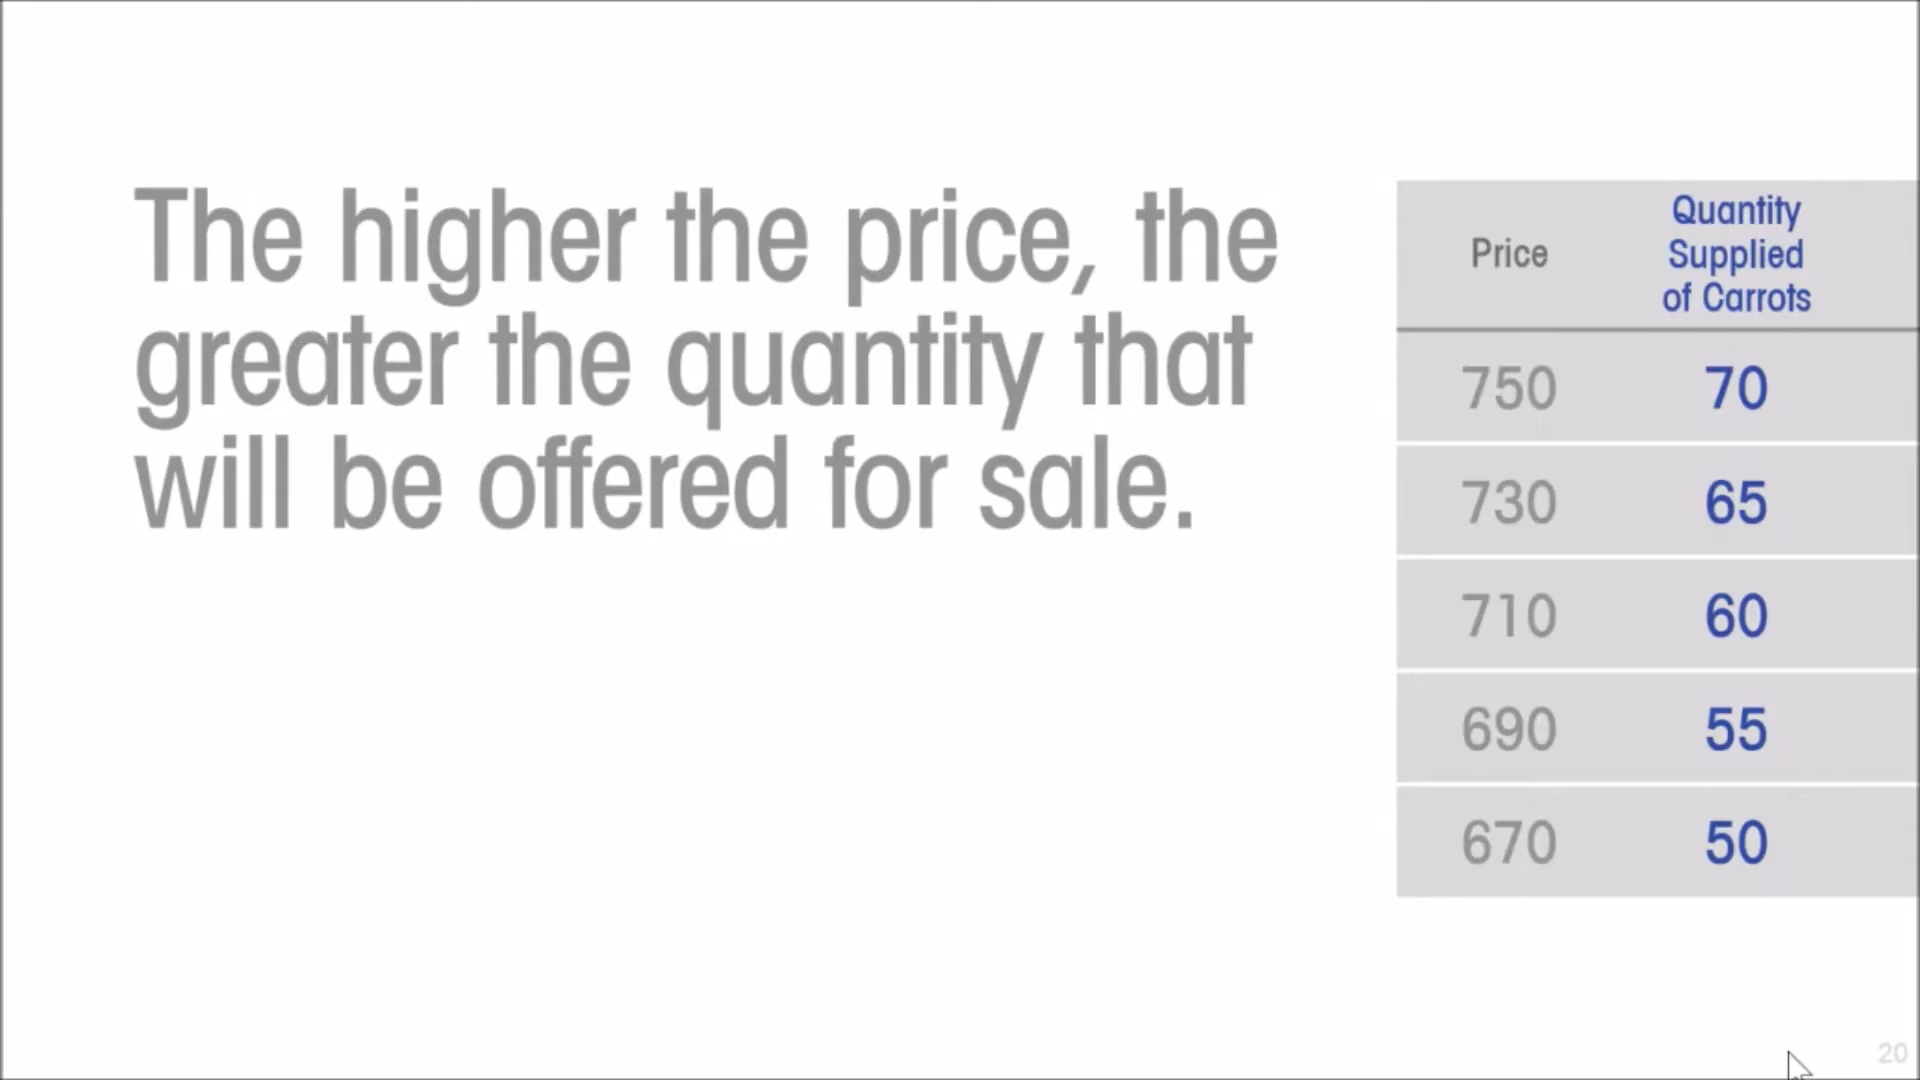 The higher the price, the
greater the quantity that
will be offered for sale.
Price
Quantity
Supplied
of Carrots
750 70
730 65
710 60
690 55
670 50
20